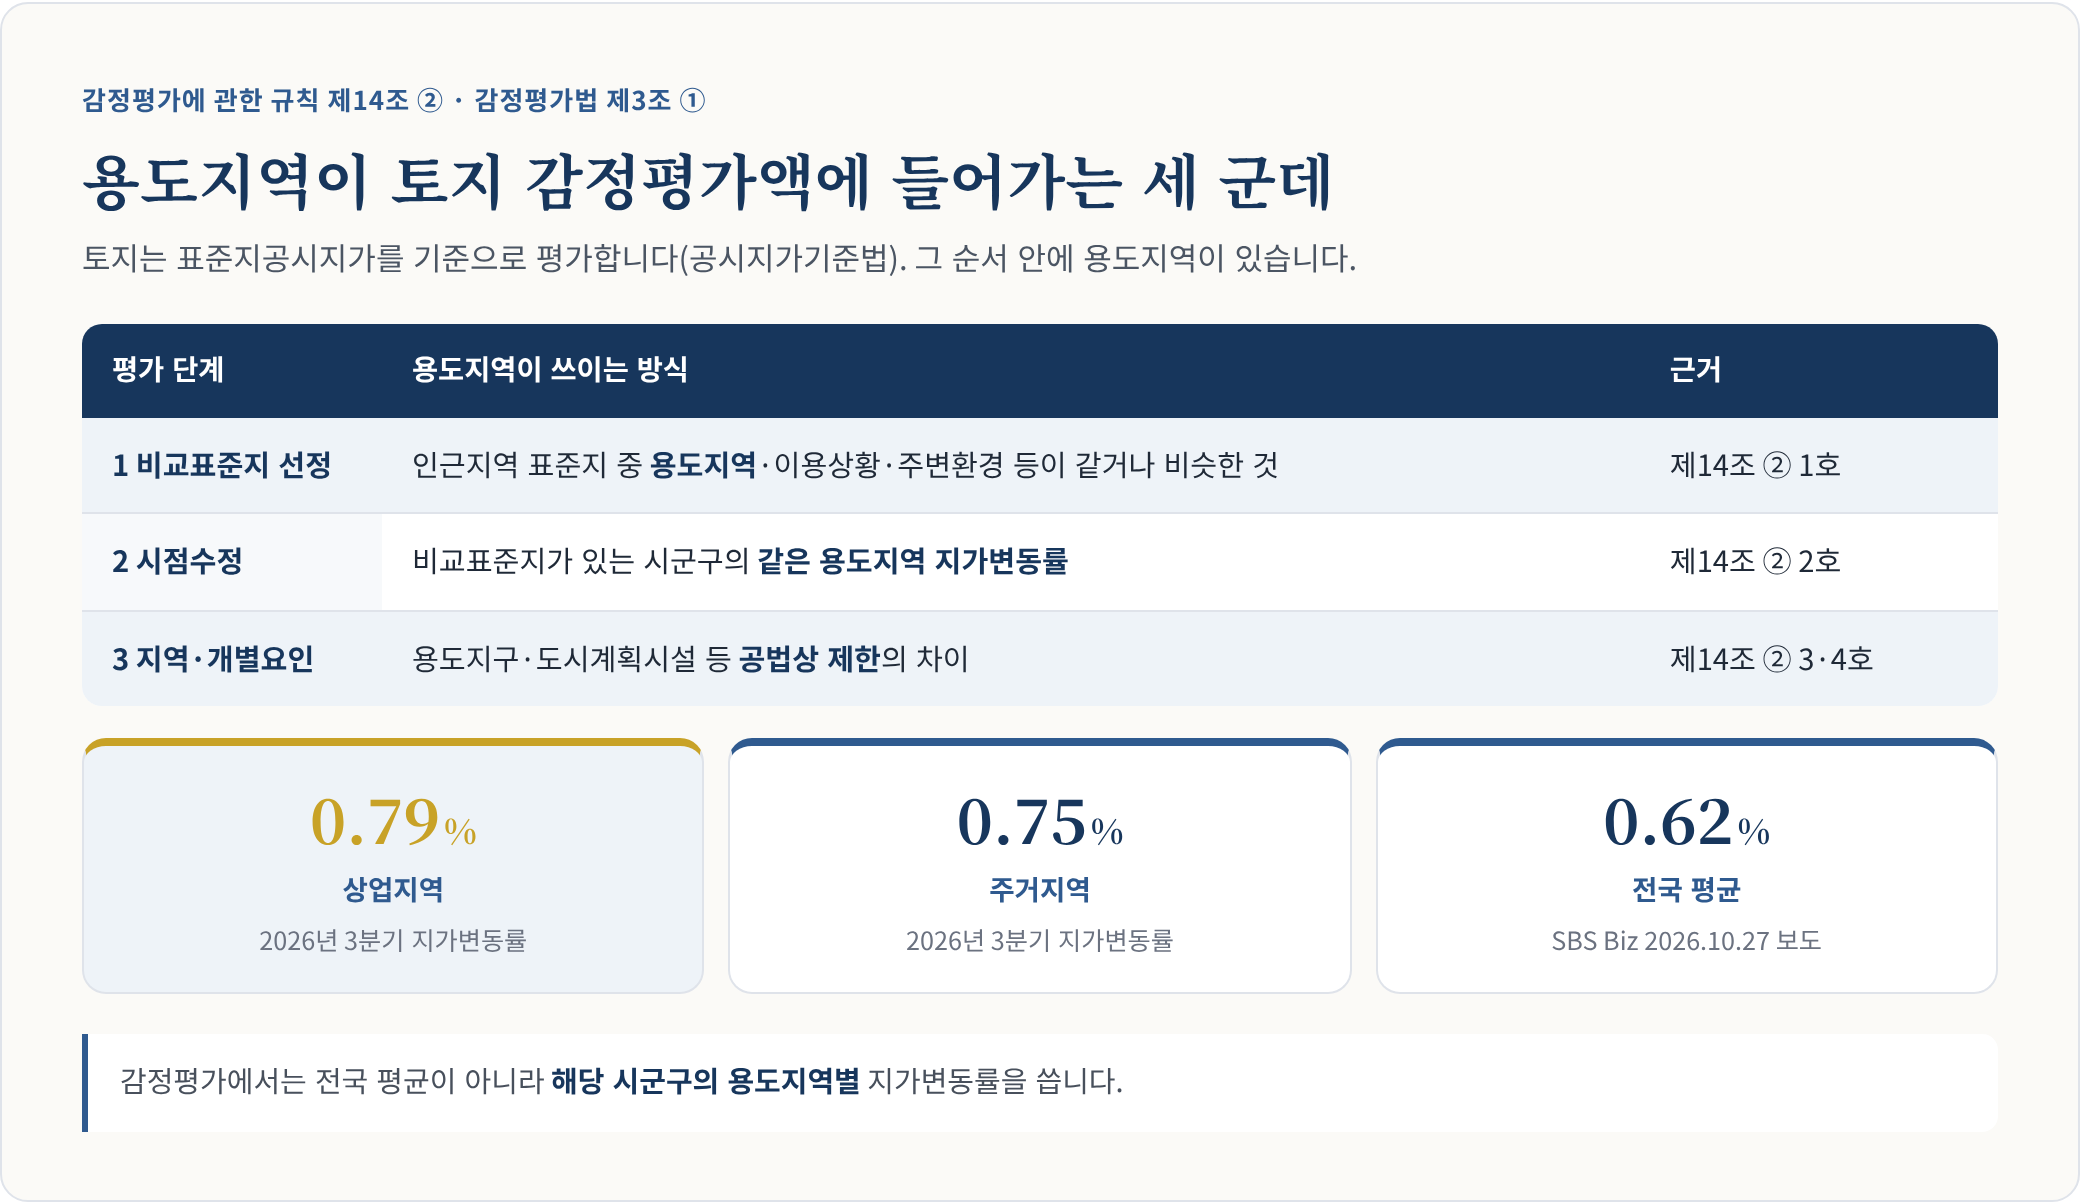 감정평가에 관한 규칙 제14조 ② · 감정평가법 제3조 ①
용도지역이 토지 감정평가액에 들어가는 세 군데
토지는 표준지공시지가를 기준으로 평가합니다(공시지가기준법). 그 순서 안에 용도지역이 있습니다.
평가 단계 용도지역이 쓰이는 방식 근거
1 비교표준지 선정 인근지역 표준지 중 용도지역·이용상황·주변환경 등이 같거나 비슷한 것 제14조 ② 1호
2 시점수정 비교표준지가 있는 시군구의 같은 용도지역 지가변동률 제14조 ② 2호
3 지역·개별요인 용도지구·도시계획시설 등 공법상 제한의 차이 제14조 ② 3·4호
0.79% 0.75% 0.62%
상업지역 주거지역 전국 평균
2026년 3분기 지가변동률 2026년 3분기 지가변동률 SBS Biz 2026.10.27 보도
감정평가에서는 전국 평균이 아니라 해당 시군구의 용도지역별 지가변동률을 씁니다.